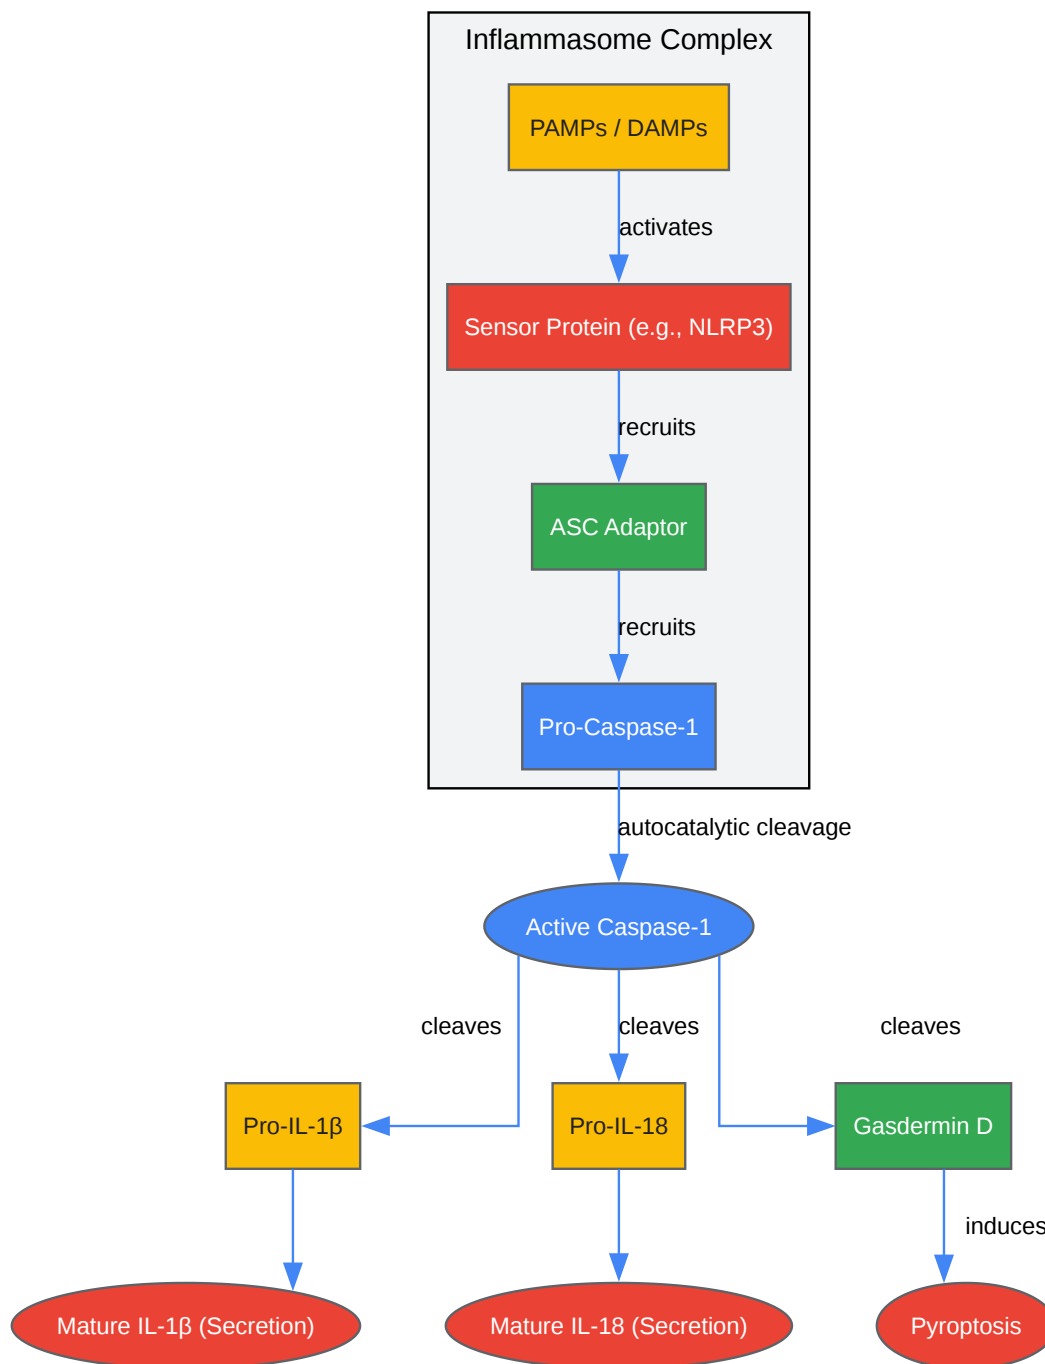 Inflammasome Complex
PAMPs / DAMPs
activates
Sensor Protein (e.g., NLRP3)
recruits
ASC Adaptor
recruits
Pro-Caspase-1
autocatalytic cleavage
Active Caspase-1
cleaves
cleaves
cleaves
Pro-IL-1β
Pro-IL-18
Gasdermin D
induces
Mature IL-1β (Secretion)
Mature IL-18 (Secretion)
Pyroptosis